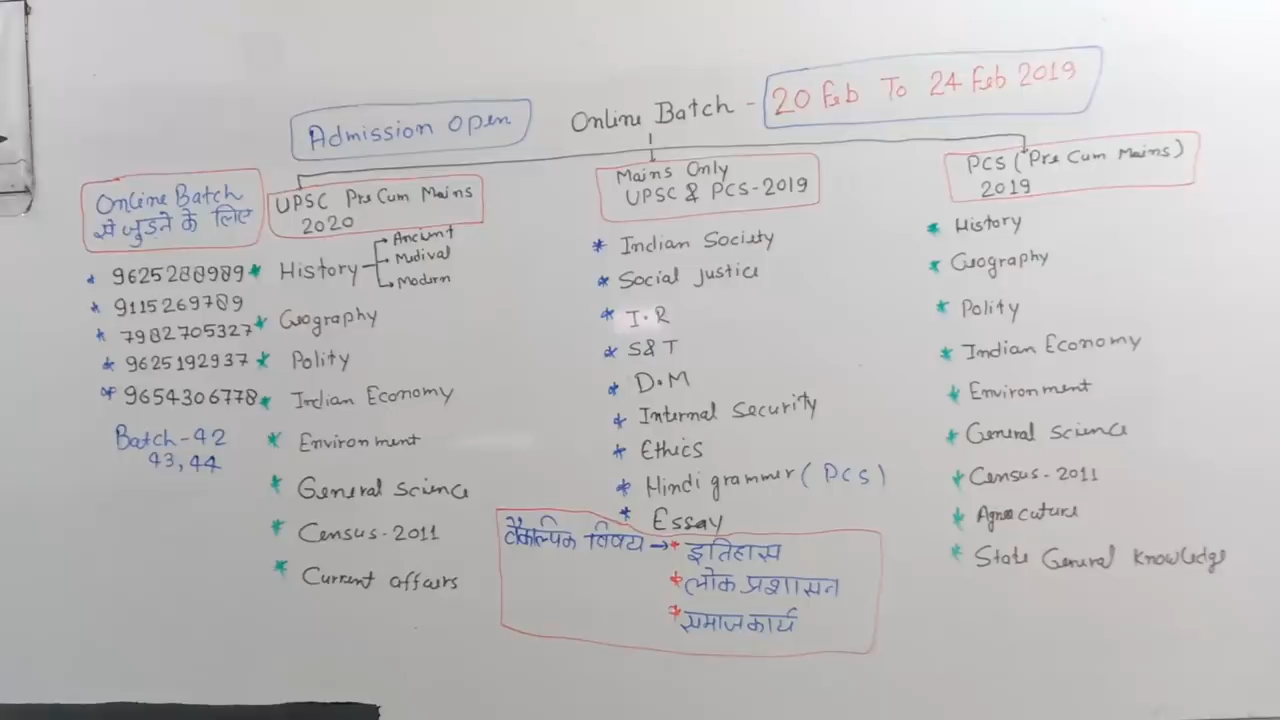 Admission Open
Online Batch - 20 Feb To 24 Feb 2019
Online Batch
से जुड़ने के लिए
* 9625288989
* 9115269789
* 7982705327
* 9625192937
* 9654306778
Batch-42
43, 44
UPSC Pre Cum Mains
2020
* History
Ancient
Medival
Modern
* Geography
* Polity
* Indian Economy
* Environment
* General Science
* Census-2011
* Current affairs
Mains Only
UPSC & PCS-2019
* Indian Society
* Social justice
* I.R
* S&T
* D.M
* Internal Security
* Ethics
* Hindi grammer (PCS)
* Essay
वैकल्पिक विषय → * इतिहास
* लोक प्रशासन
* समाजकार्य
PCS (Pre Cum Mains)
2019
* History
* Geography
* Polity
* Indian Economy
* Environment
* General Science
* Census-2011
* State General Knowledge